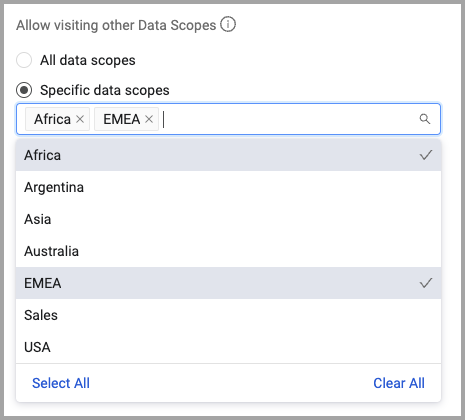 Allow visiting other Data Scopes
All data scopes
Specific data scopes
Africa EMEA
Africa
Argentina
Asia
Australia
EMEA
Sales
USA
Select All Clear All